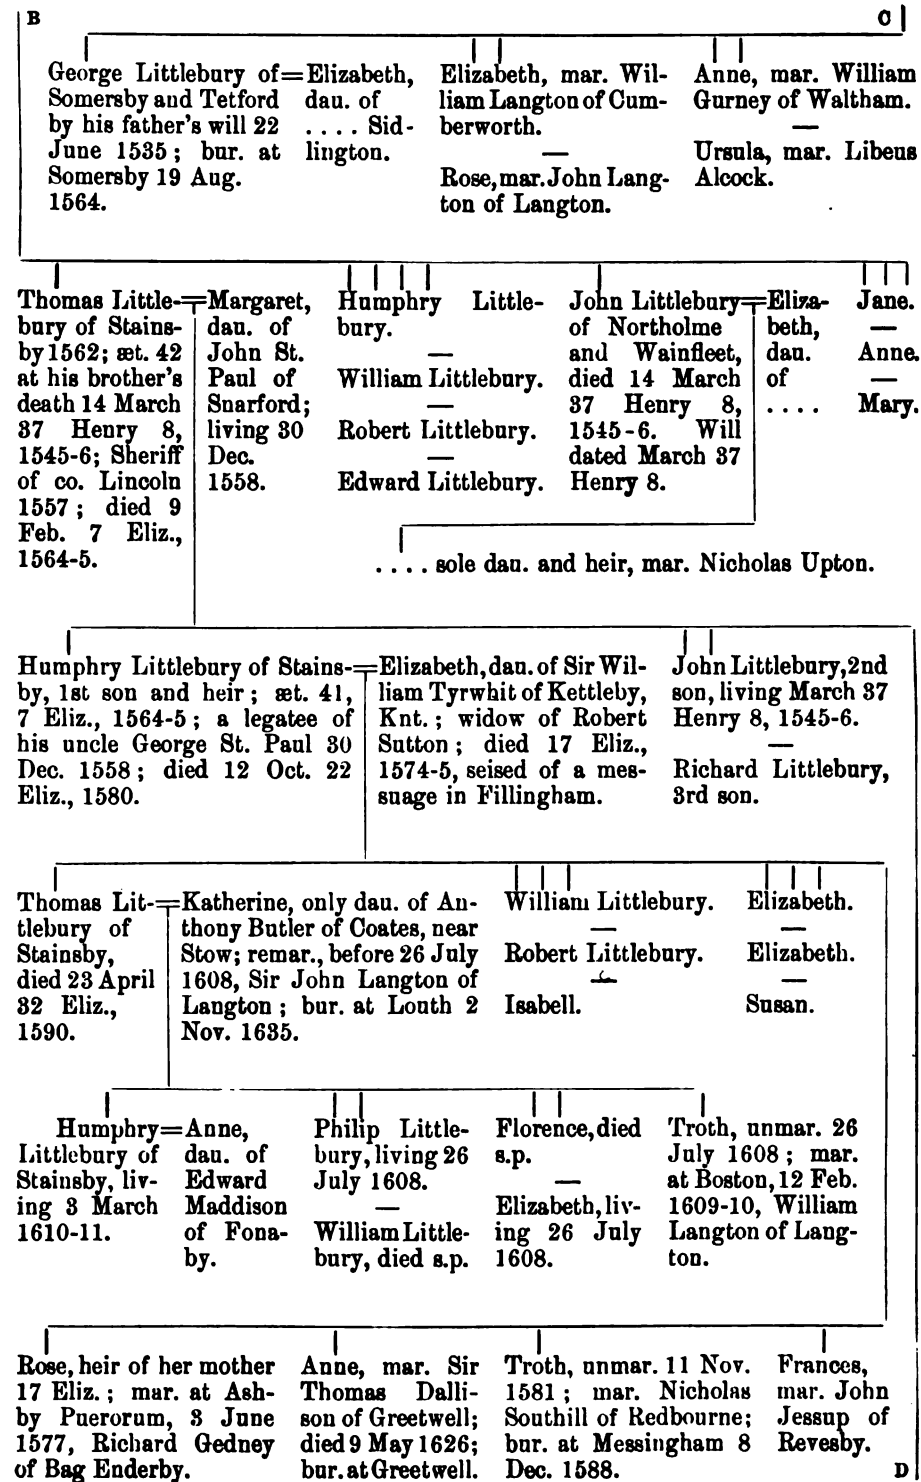 B
C
George Littlebury of=Elizabeth,
Somersby and Tetford dau. of
by his father's will 22 .... Sid-
June 1535; bur. at lington.
Somersby 19 Aug.
1564.
Elizabeth, mar. Wil-
liam Langton of Cum-
berworth.
—
Rose, mar. John Lang-
ton of Langton.
Anne, mar. William
Gurney of Waltham.
—
Ursula, mar. Libeus
Alcock.
Thomas Little-
bury of Stains-
by 1562; æt. 42
at his brother's
death 14 March
37 Henry 8,
1545-6; Sheriff
of co. Lincoln
1557; died 9
Feb. 7 Eliz.,
1564-5.
=Margaret,
dau. of
John St.
Paul of
Snarford;
living 30
Dec.
1558.
Humphry Little-
bury.
—
William Littlebury.
—
Robert Littlebury.
—
Edward Littlebury.
John Littlebury=
of Northolme
and Wainfleet,
died 14 March
37 Henry 8,
1545-6. Will
dated March 37
Henry 8.
Eliza-
beth,
dau.
of
....
Jane.
—
Anne.
—
Mary.
.... sole dau. and heir, mar. Nicholas Upton.
Humphry Littlebury of Stains-
by, 1st son and heir; æt. 41,
7 Eliz., 1564-5; a legatee of
his uncle George St. Paul 30
Dec. 1558; died 12 Oct. 22
Eliz., 1580.
=Elizabeth, dau. of Sir Wil-
liam Tyrwhit of Kettleby,
Knt.; widow of Robert
Sutton; died 17 Eliz.,
1574-5, seised of a mes-
suage in Fillingham.
John Littlebury, 2nd
son, living March 37
Henry 8, 1545-6.
—
Richard Littlebury,
3rd son.
Thomas Lit-
tlebury of
Stainsby,
died 23 April
32 Eliz.,
1590.
=Katherine, only dau. of An-
thony Butler of Coates, near
Stow; remar., before 26 July
1608, Sir John Langton of
Langton; bur. at Louth 2
Nov. 1635.
William Littlebury.
—
Robert Littlebury.
—
Isabell.
Elizabeth.
—
Elizabeth.
—
Susan.
Humphry=
Littlebury of
Stainsby, liv-
ing 3 March
1610-11.
Anne,
dau. of
Edward
Maddison
of Fona-
by.
Philip Little-
bury, living 26
July 1608.
—
William Little-
bury, died s.p.
Florence, died
s.p.
—
Elizabeth, liv-
ing 26 July
1608.
Troth, unmar. 26
July 1608; mar.
at Boston, 12 Feb.
1609-10, William
Langton of Lang-
ton.
Rose, heir of her mother
17 Eliz.; mar. at Ash-
by Puerorum, 3 June
1577, Richard Gedney
of Bag Enderby.
Anne, mar. Sir
Thomas Dalli-
son of Greetwell;
died 9 May 1626;
bur. at Greetwell.
Troth, unmar. 11 Nov.
1581; mar. Nicholas
Southill of Redbourne;
bur. at Messingham 8
Dec. 1588.
Frances,
mar. John
Jessup of
Revesby.
D